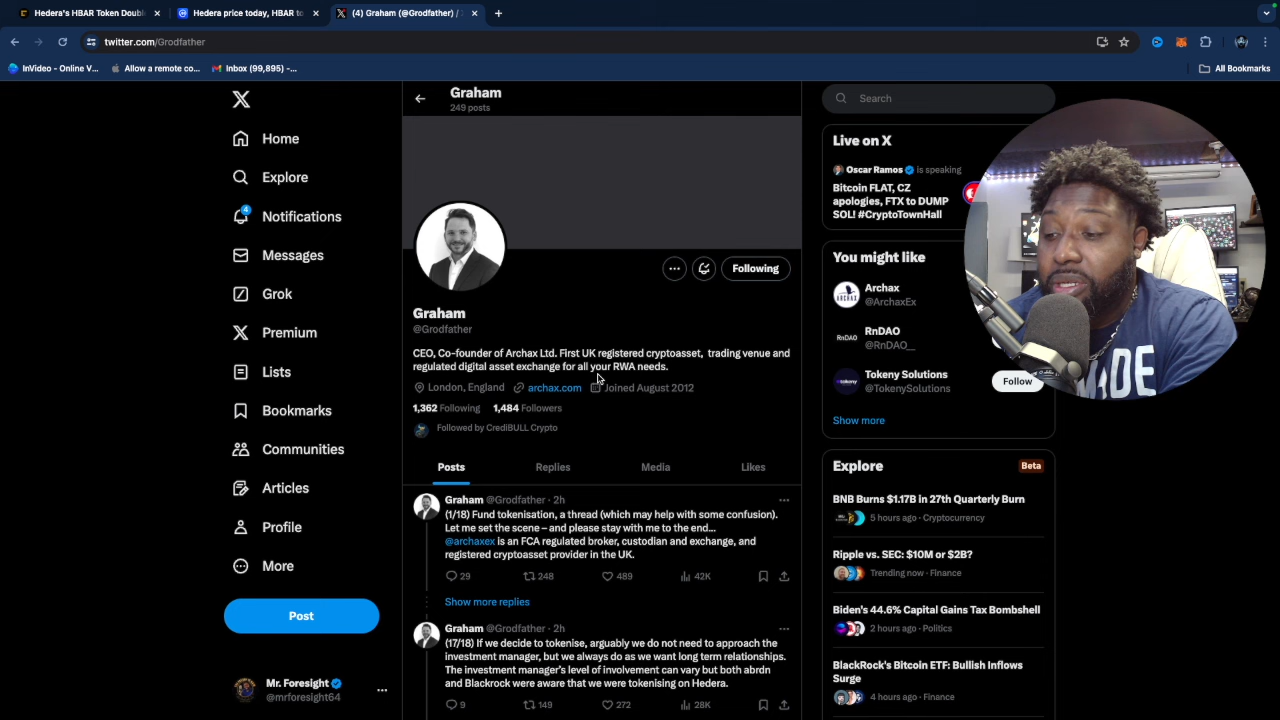 Hedera's HBAR Token Doub
Hedera price today, HBAR to
(4) Graham (@Grodfather) /
twitter.com/Grodfather
InVideo - Online V...
Allow a remote co...
Inbox (99,895) -...
All Bookmarks
Home
Explore
4
Notifications
Messages
Grok
Premium
Lists
Bookmarks
Communities
Articles
Profile
More
Post
Mr. Foresight
@mrforesight64
Graham
249 posts
Following
Graham
@Grodfather
CEO, Co-founder of Archax Ltd. First UK registered cryptoasset, trading venue and
regulated digital asset exchange for all your RWA needs.
London, England archax.com Joined August 2012
1,362 Following 1,484 Followers
Followed by CrediBULL Crypto
Posts Replies Media Likes
Graham @Grodfather · 2h
(1/18) Fund tokenisation, a thread (which may help with some confusion).
Let me set the scene – and please stay with me to the end...
@archaxex is an FCA regulated broker, custodian and exchange, and
registered cryptoasset provider in the UK.
29 248 489 42K
Show more replies
Graham @Grodfather · 2h
(17/18) If we decide to tokenise, arguably we do not need to approach the
investment manager, but we always do as we want long term relationships.
The investment manager's level of involvement can vary but both abrdn
and Blackrock were aware that we were tokenising on Hedera.
9 149 272 28K
Search
Live on X
Oscar Ramos is speaking
Bitcoin FLAT, CZ
apologies, FTX to DUMP
SOL! #CryptoTownHall
You might like
Archax
@ArchaxEx
RnDAO
RnDAO
@RnDAO__
Tokeny Solutions
@TokenySolutions
Follow
Show more
Explore Beta
BNB Burns $1.17B in 27th Quarterly Burn
5 hours ago · Cryptocurrency
Ripple vs. SEC: $10M or $2B?
Trending now · Finance
Biden's 44.6% Capital Gains Tax Bombshell
2 hours ago · Politics
BlackRock's Bitcoin ETF: Bullish Inflows
Surge
4 hours ago · Finance